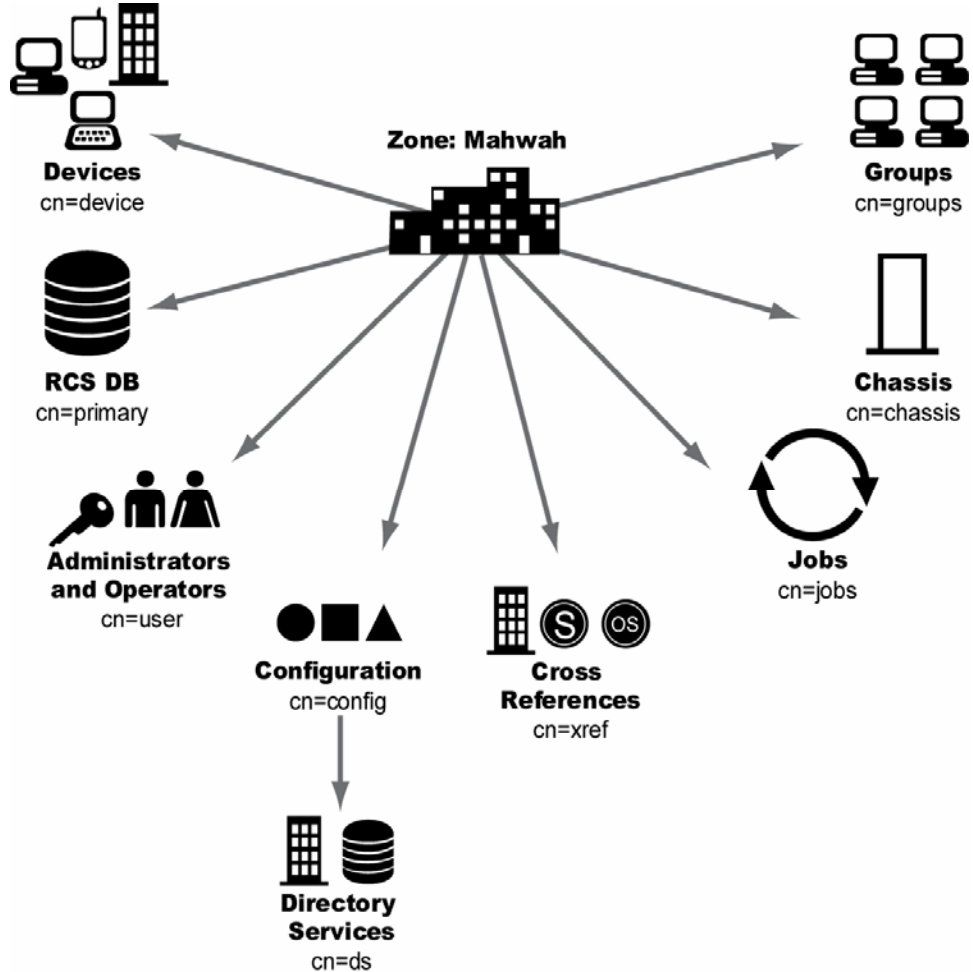 Zone: Mahwah
Devices
cn=device
Groups
cn=groups
RCS DB
cn=primary
Chassis
cn=chassis
Administrators
and Operators
cn=user
Jobs
cn=jobs
S
OS
Configuration
cn=config
Cross
References
cn=xref
Directory
Services
cn=ds